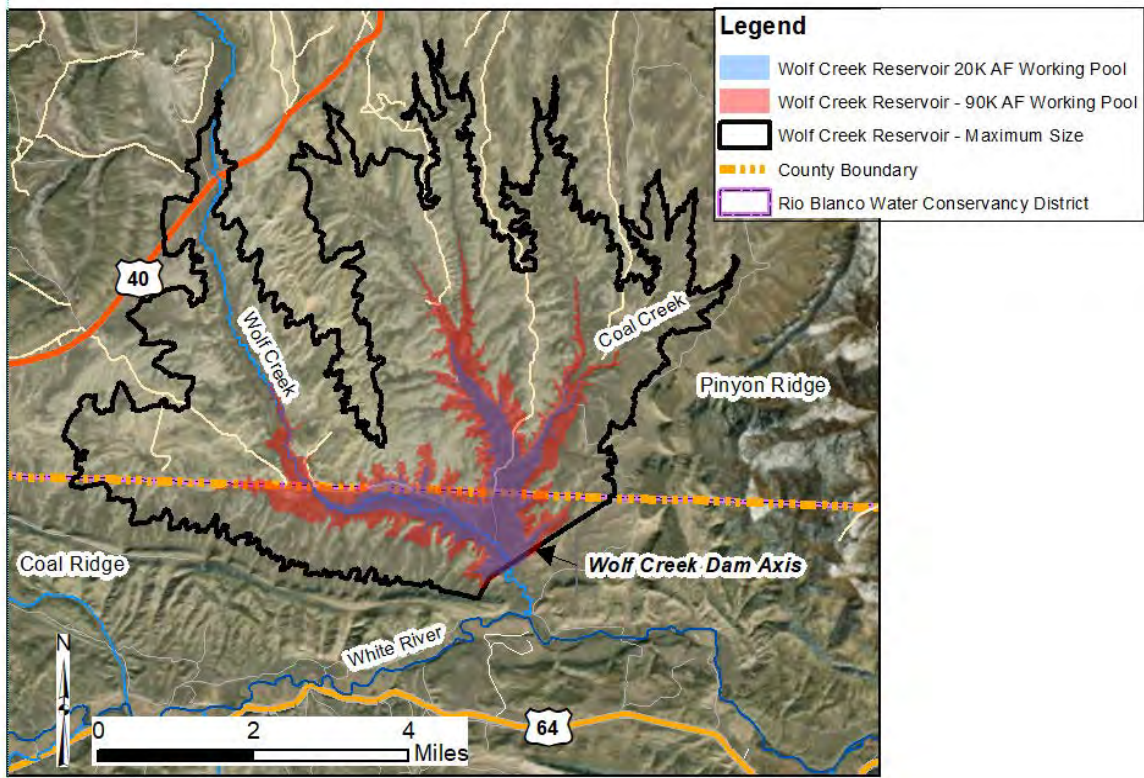 Legend
Wolf Creek Reservoir 20K AF Working Pool
Wolf Creek Reservoir - 90K AF Working Pool
Wolf Creek Reservoir - Maximum Size
County Boundary
Rio Blanco Water Conservancy District
40
Wolf Creek
Coal Creek
Pinyon Ridge
Coal Ridge
Wolf Creek Dam Axis
White River
N
64
0 2 4
Miles